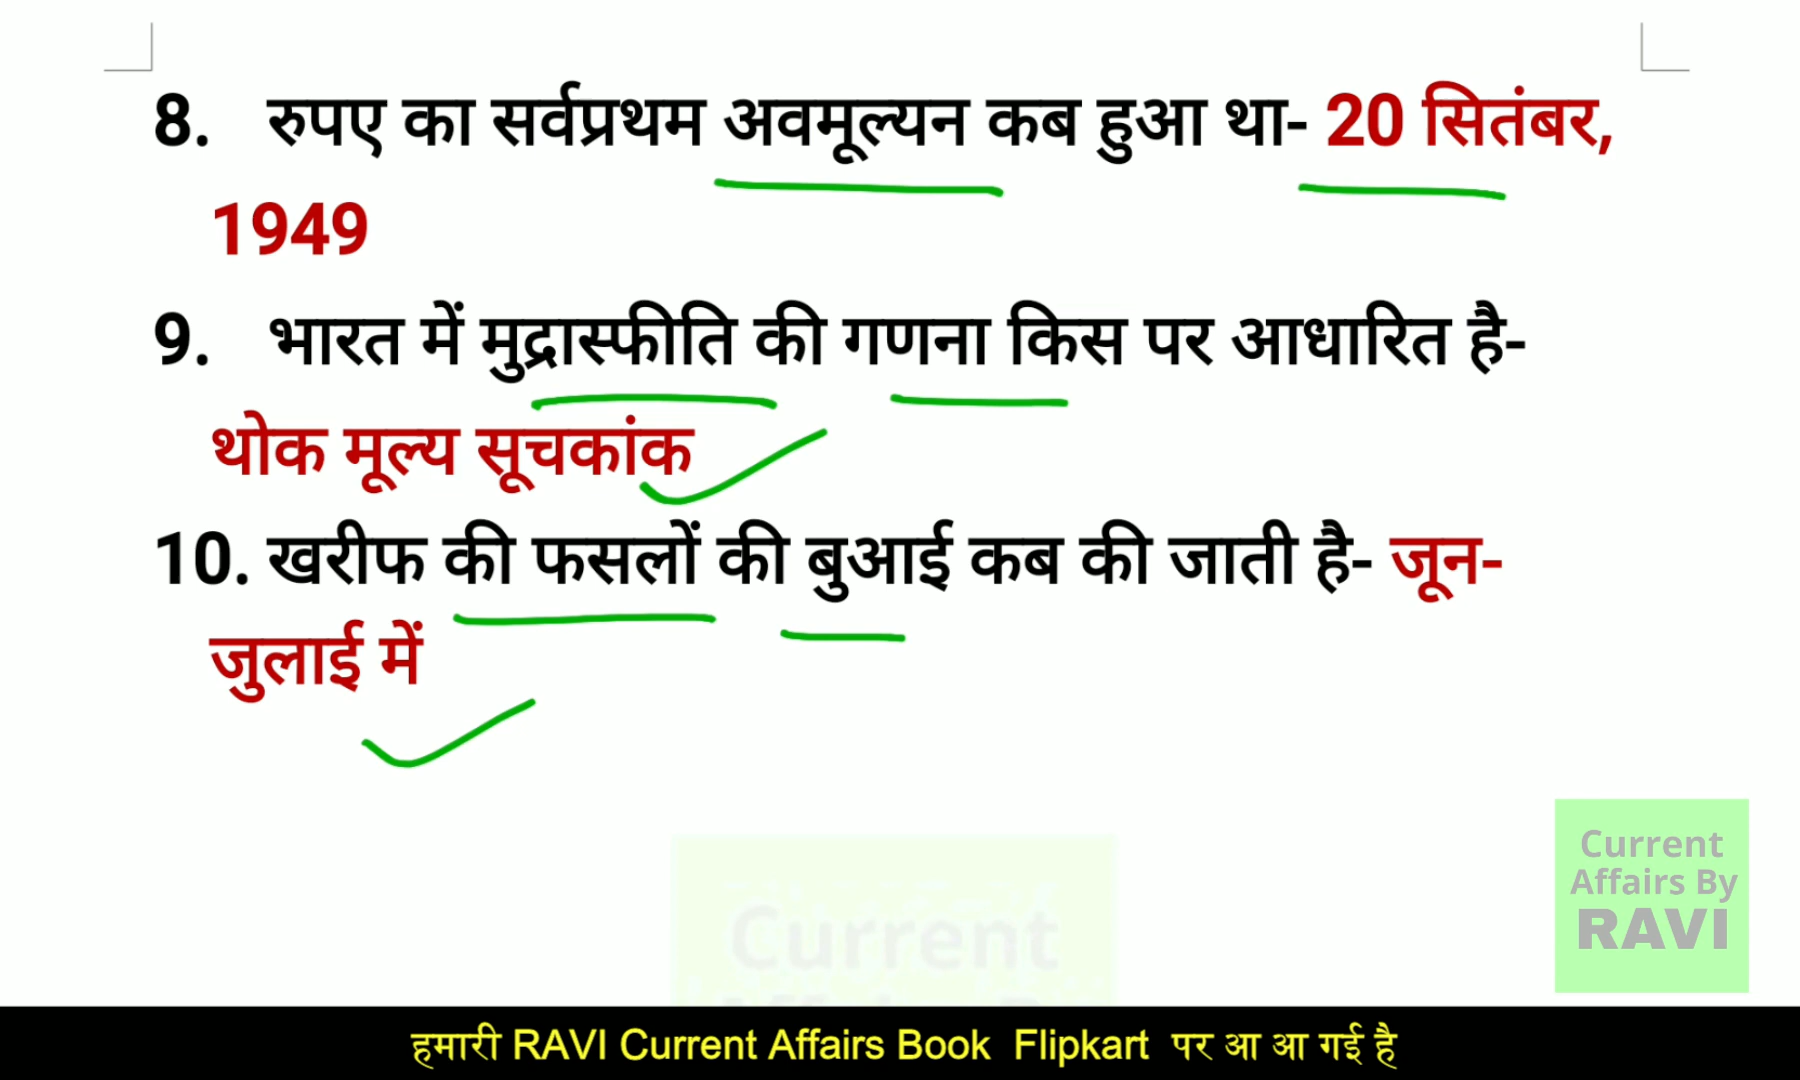 8. रुपए का सर्वप्रथम अवमूल्यन कब हुआ था- 20 सितंबर,
1949
9. भारत में मुद्रास्फीति की गणना किस पर आधारित है-
थोक मूल्य सूचकांक
10. खरीफ की फसलों की बुआई कब की जाती है- जून-
जुलाई में
Current
Affairs By
RAVI
Current
हमारी RAVI Current Affairs Book Flipkart पर आ आ गई है